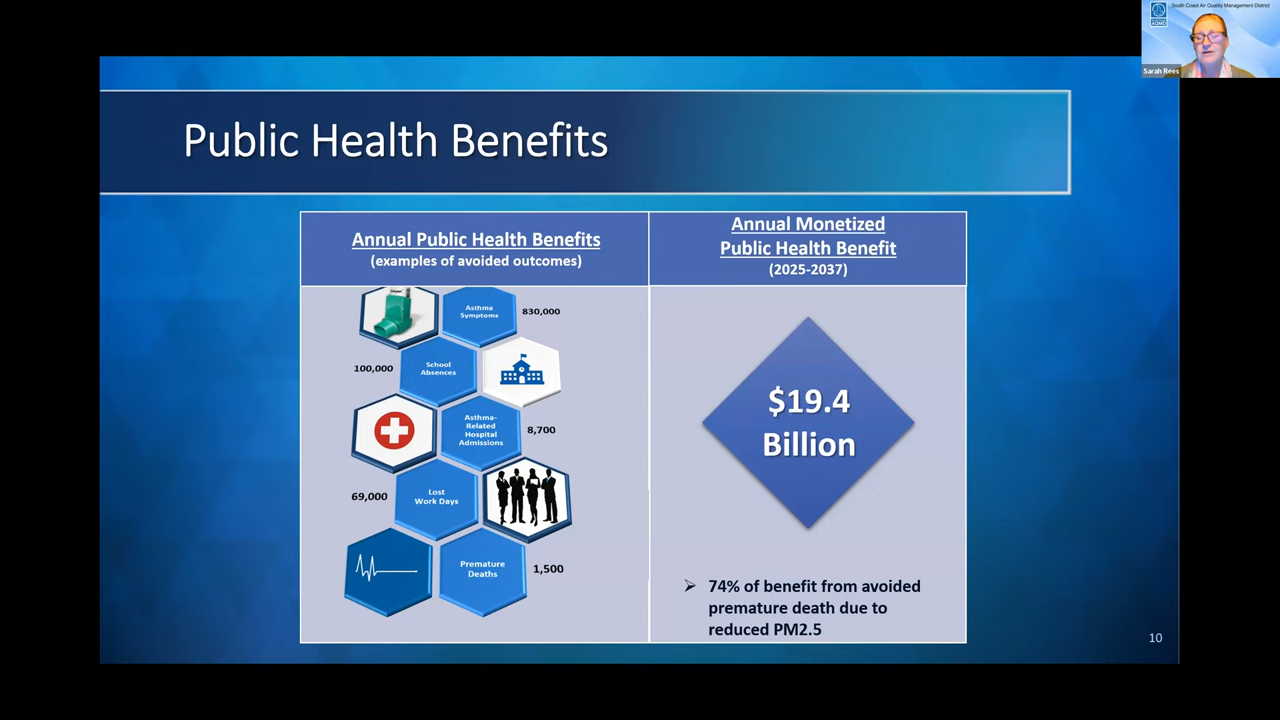 South Coast Air Quality Management District
Sarah Rees
Public Health Benefits
Annual Public Health Benefits
(examples of avoided outcomes)
Annual Monetized
Public Health Benefit
(2025-2037)
Asthma
Symptoms
830,000
100,000
School
Absences
Asthma-
Related
Hospital
Admissions
8,700
69,000
Lost
Work Days
Premature
Deaths
1,500
$19.4
Billion
➢ 74% of benefit from avoided
premature death due to
reduced PM2.5
10